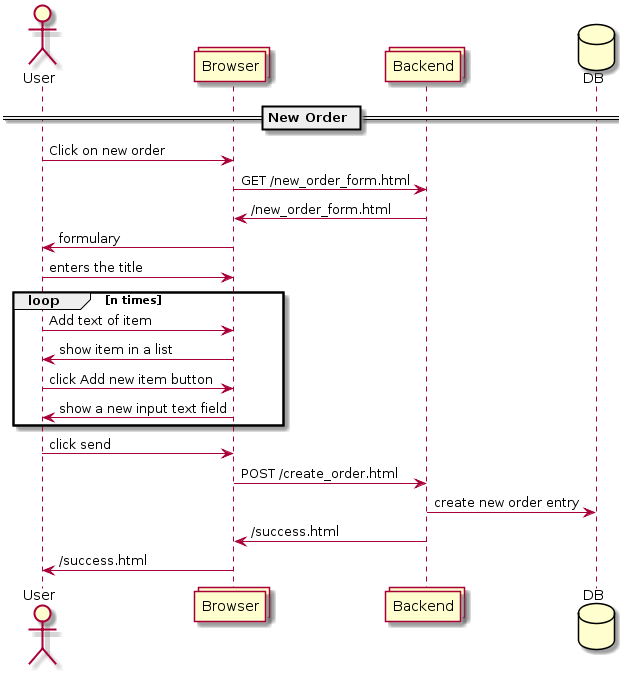 User
Browser
Backend
DB
New Order
Click on new order
GET /new_order_form.html
/new_order_form.html
formulary
enters the title
loop [n times]
Add text of item
show item in a list
click Add new item button
show a new input text field
click send
POST /create_order.html
create new order entry
/success.html
/success.html
User
Browser
Backend
DB